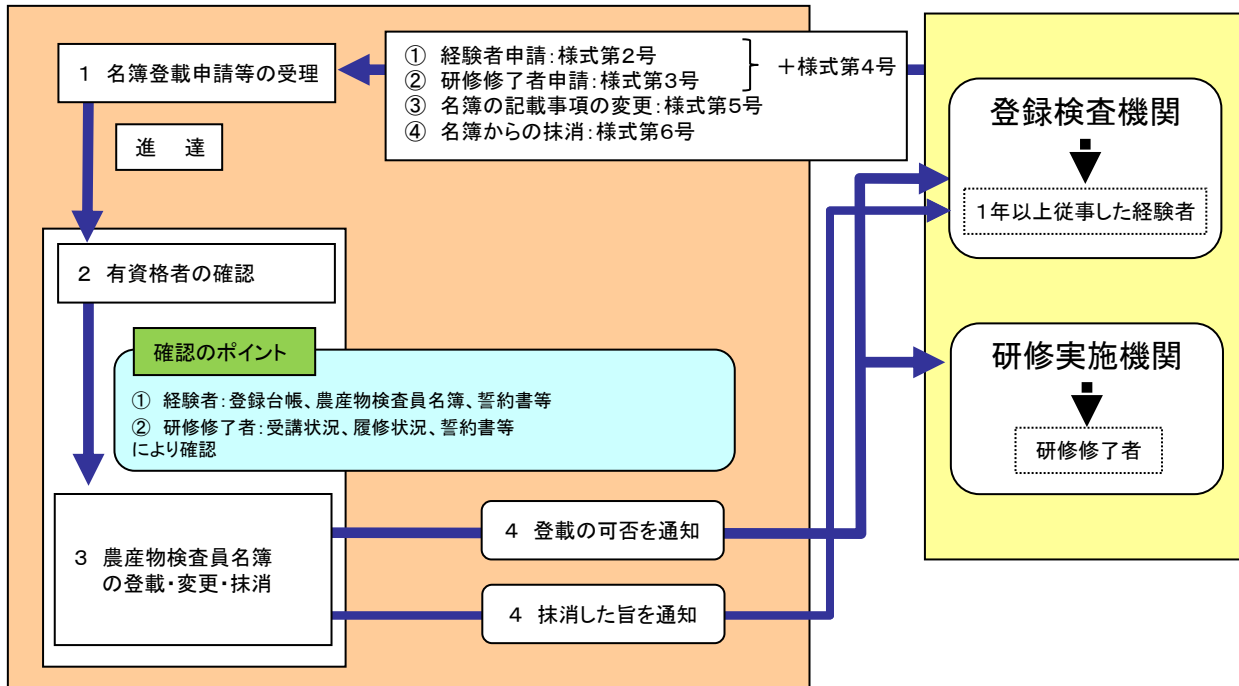 1 名簿登載申請等の受理
進 達
① 経験者申請:様式第2号
② 研修修了者申請:様式第3号
+様式第4号
③ 名簿の記載事項の変更:様式第5号
④ 名簿からの抹消:様式第6号
登録検査機関
1年以上従事した経験者
2 有資格者の確認
確認のポイント
① 経験者:登録台帳、農産物検査員名簿、誓約書等
② 研修修了者:受講状況、履修状況、誓約書等
により確認
研修実施機関
研修修了者
3 農産物検査員名簿
の登載・変更・抹消
4 登載の可否を通知
4 抹消した旨を通知